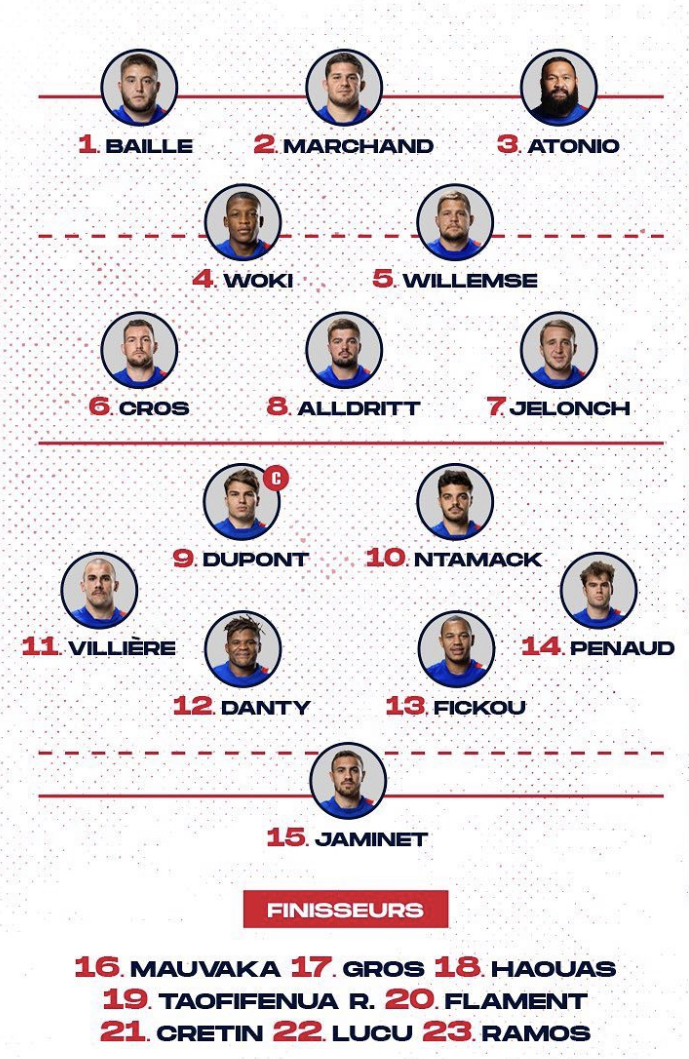 1. BAILLE 2. MARCHAND 3. ATONIO
4. WOKI 5. WILLEMSE
6. CROS 8. ALLDRITT 7. JELONCH
C
9. DUPONT 10. NTAMACK
11. VILLIÈRE 14. PENAUD
12. DANTY 13. FICKOU
15. JAMINET
FINISSEURS
16. MAUVAKA 17. GROS 18. HAOUAS
19. TAOFIFENUA R. 20. FLAMENT
21. CRETIN 22. LUCU 23. RAMOS